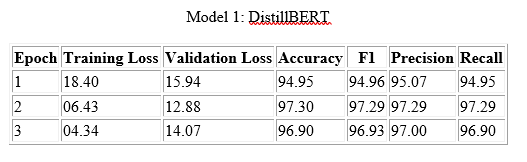 Model 1: DistillBERT
Epoch Training Loss Validation Loss Accuracy F1 Precision Recall
1 18.40 15.94 94.95 94.96 95.07 94.95
2 06.43 12.88 97.30 97.29 97.29 97.29
3 04.34 14.07 96.90 96.93 97.00 96.90